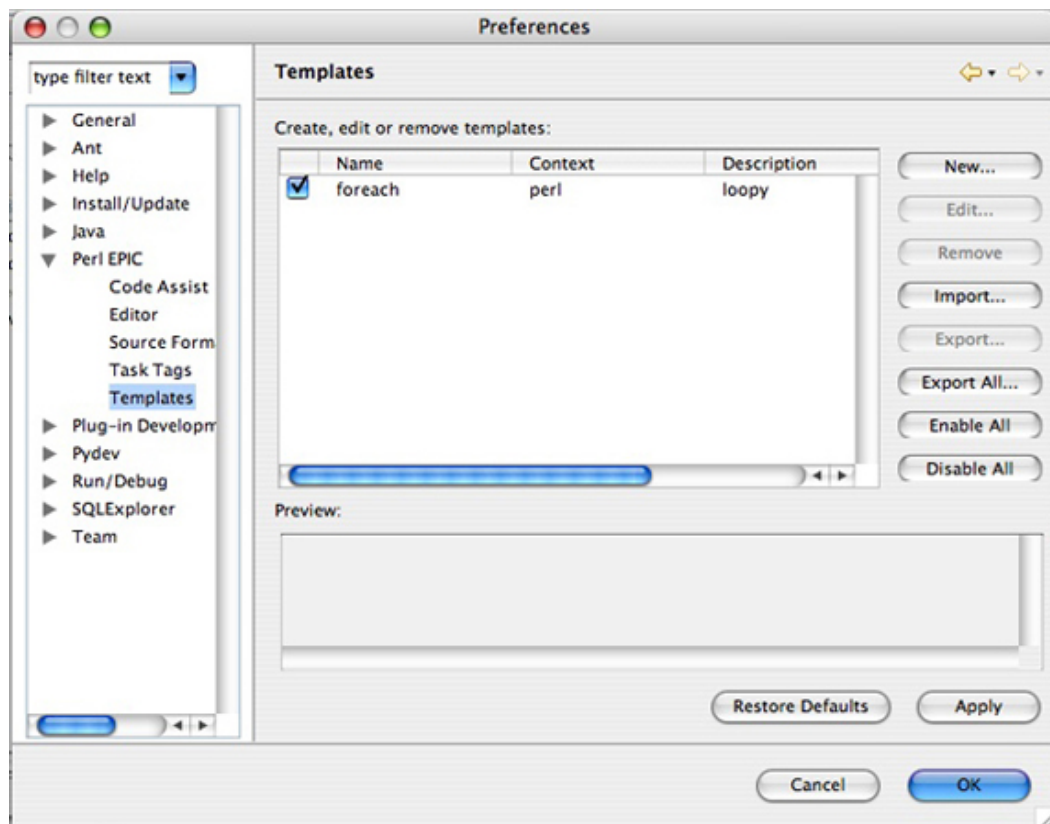 Preferences
type filter text
General
Ant
Help
Install/Update
Java
Perl EPIC
Code Assist
Editor
Source Form
Task Tags
Templates
Plug-in Developm
Pydev
Run/Debug
SQLExplorer
Team
Templates
Create, edit or remove templates:
Name Context Description
foreach perl loopy
New...
Edit...
Remove
Import...
Export...
Export All...
Enable All
Disable All
Preview:
Restore Defaults Apply
Cancel OK